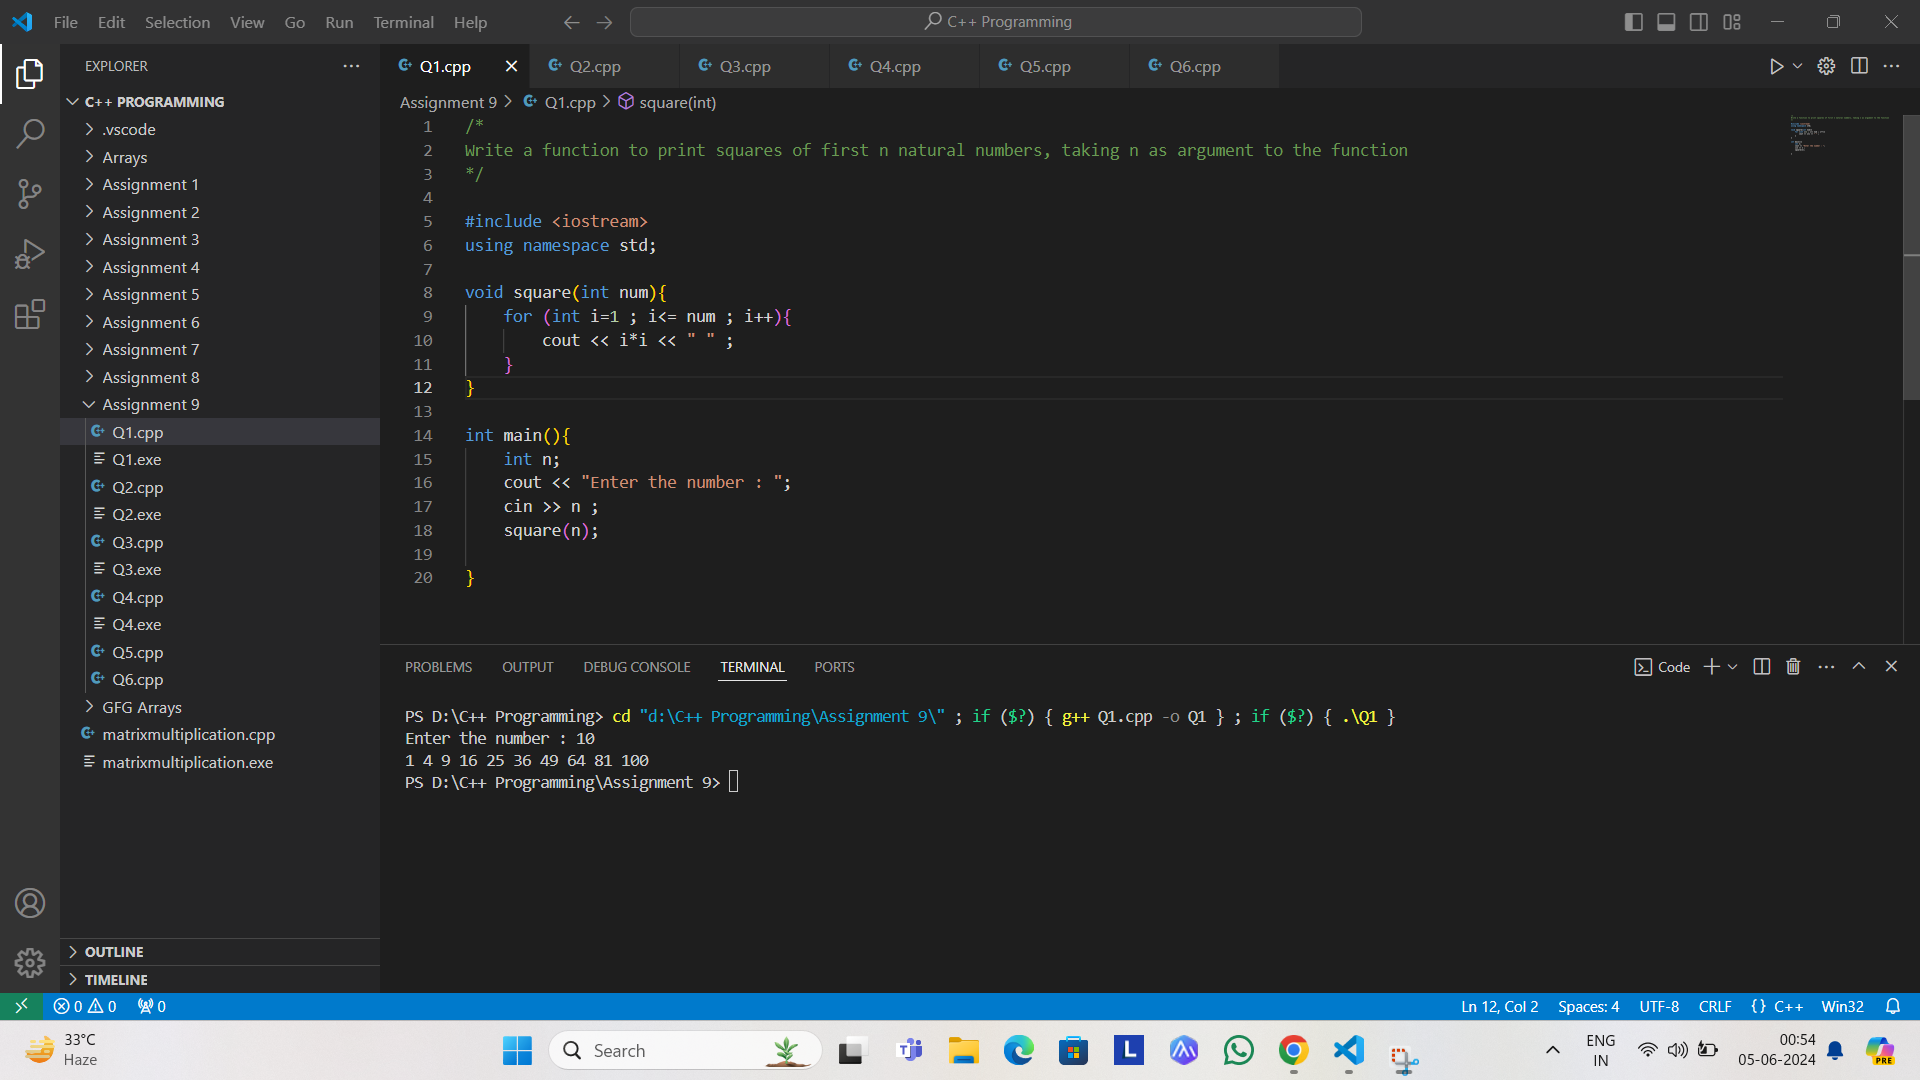 File Edit Selection View Go Run Terminal Help
C++ Programming
EXPLORER
C++ PROGRAMMING
.vscode
Arrays
Assignment 1
Assignment 2
Assignment 3
Assignment 4
Assignment 5
Assignment 6
Assignment 7
Assignment 8
Assignment 9
Q1.cpp
Q1.exe
Q2.cpp
Q2.exe
Q3.cpp
Q3.exe
Q4.cpp
Q4.exe
Q5.cpp
Q6.cpp
GFG Arrays
matrixmultiplication.cpp
matrixmultiplication.exe
OUTLINE
TIMELINE
Q1.cpp Q2.cpp Q3.cpp Q4.cpp Q5.cpp Q6.cpp
Assignment 9 > Q1.cpp > square(int)
1 /*
2 Write a function to print squares of first n natural numbers, taking n as argument to the function
3 */
4
5 #include <iostream>
6 using namespace std;
7
8 void square(int num){
9     for (int i=1 ; i<= num ; i++){
10         cout << i*i << " " ;
11     }
12 }
13
14 int main(){
15     int n;
16     cout << "Enter the number : ";
17     cin >> n ;
18     square(n);
19
20 }
PROBLEMS OUTPUT DEBUG CONSOLE TERMINAL PORTS
Code
PS D:\C++ Programming> cd "d:\C++ Programming\Assignment 9\" ; if ($?) { g++ Q1.cpp -o Q1 } ; if ($?) { .\Q1 }
Enter the number : 10
1 4 9 16 25 36 49 64 81 100
PS D:\C++ Programming\Assignment 9>
0 0 0
Ln 12, Col 2 Spaces: 4 UTF-8 CRLF {} C++ Win32
33°C
Haze
Search
L
ENG
IN
00:54
05-06-2024
PRE